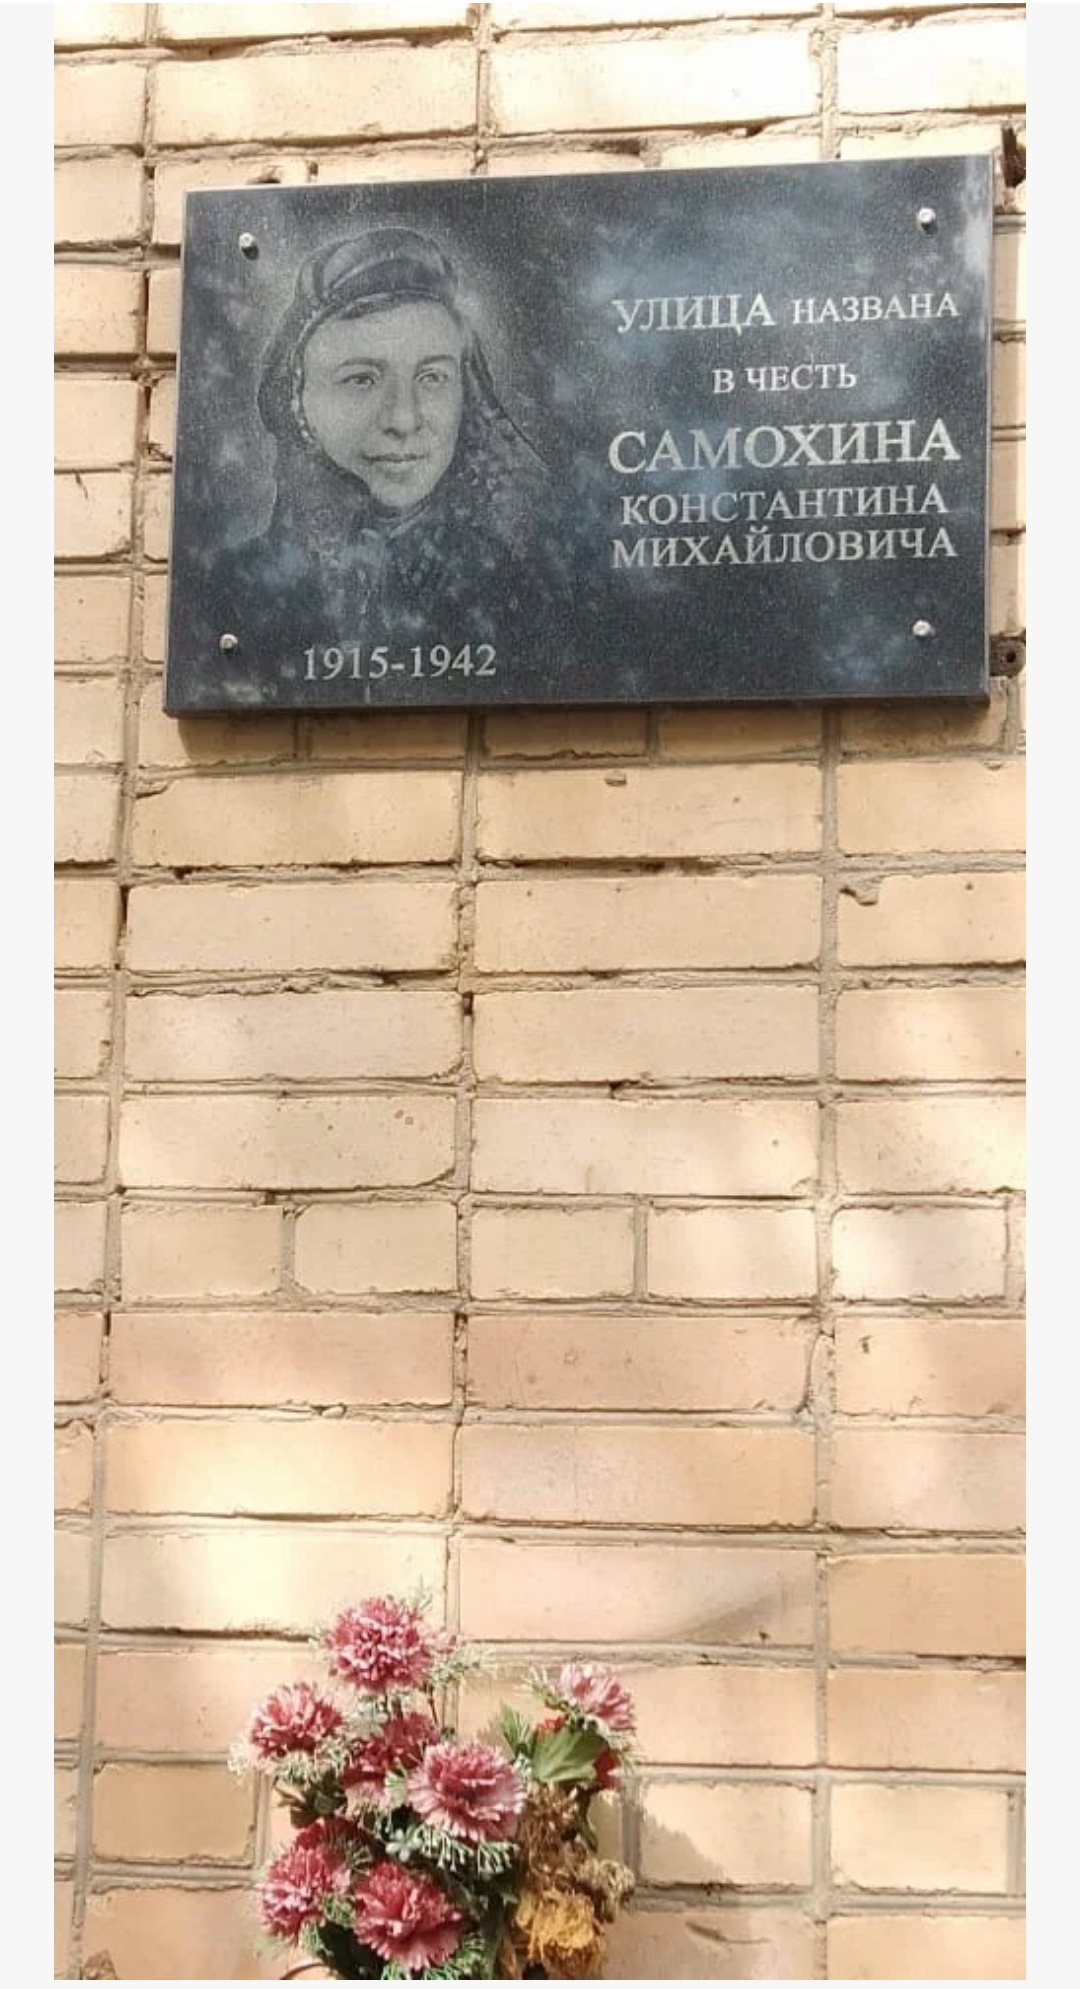 УЛИЦА НАЗВАНА
В ЧЕСТЬ
САМОХИНА
КОНСТАНТИНА
МИХАЙЛОВИЧА
1915-1942